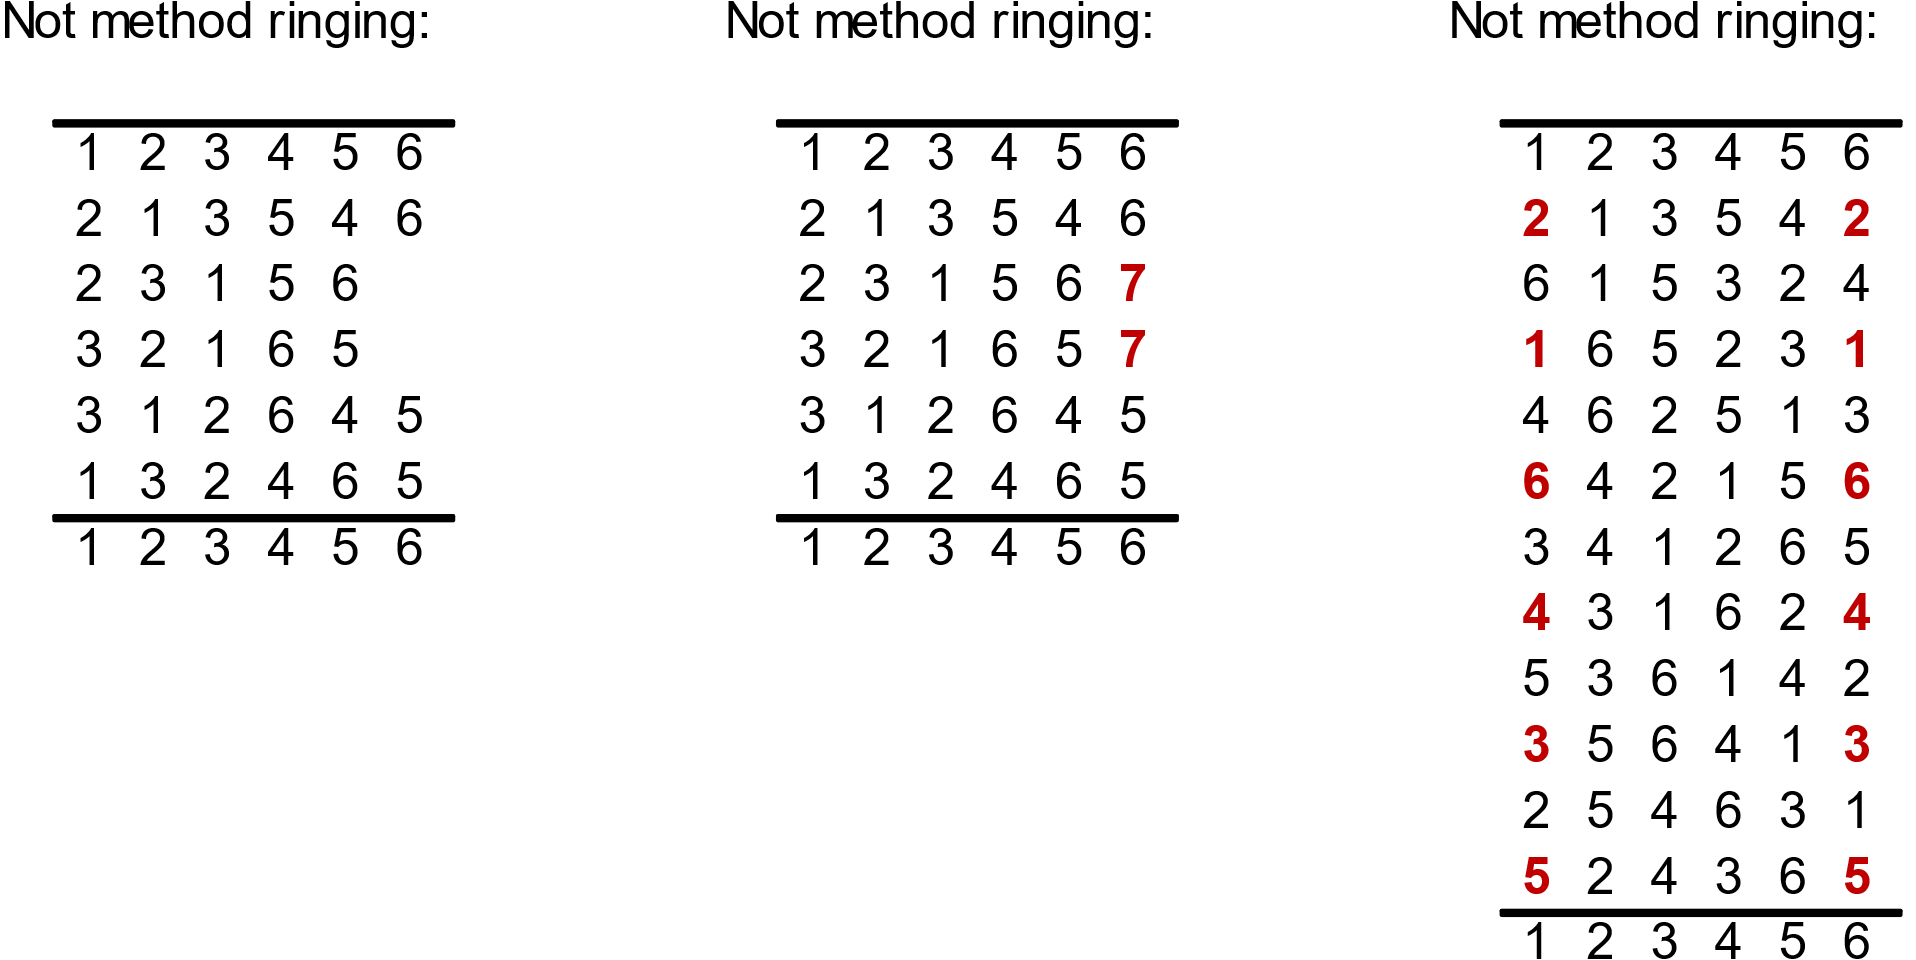 Not method ringing:
1 2 3 4 5 6
2 1 3 5 4 6
2 3 1 5 6
3 2 1 6 5
3 1 2 6 4 5
1 3 2 4 6 5
1 2 3 4 5 6
Not method ringing:
1 2 3 4 5 6
2 1 3 5 4 6
2 3 1 5 6 7
3 2 1 6 5 7
3 1 2 6 4 5
1 3 2 4 6 5
1 2 3 4 5 6
Not method ringing:
1 2 3 4 5 6
2 1 3 5 4 2
6 1 5 3 2 4
1 6 5 2 3 1
4 6 2 5 1 3
6 4 2 1 5 6
3 4 1 2 6 5
4 3 1 6 2 4
5 3 6 1 4 2
3 5 6 4 1 3
2 5 4 6 3 1
5 2 4 3 6 5
1 2 3 4 5 6